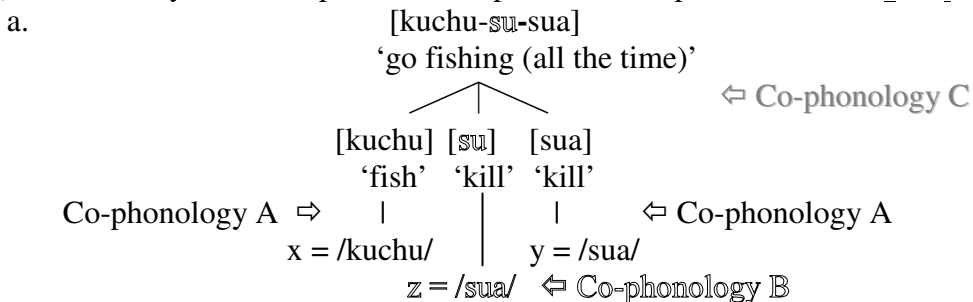 a. [kuchu-su-sua]
‘go fishing (all the time)’
⇦ Co-phonology C
[kuchu] [su] [sua]
‘fish’ ‘kill’ ‘kill’
Co-phonology A ⇨ | | ⇦ Co-phonology A
x = /kuchu/ y = /sua/
z = /sua/ ⇦ Co-phonology B